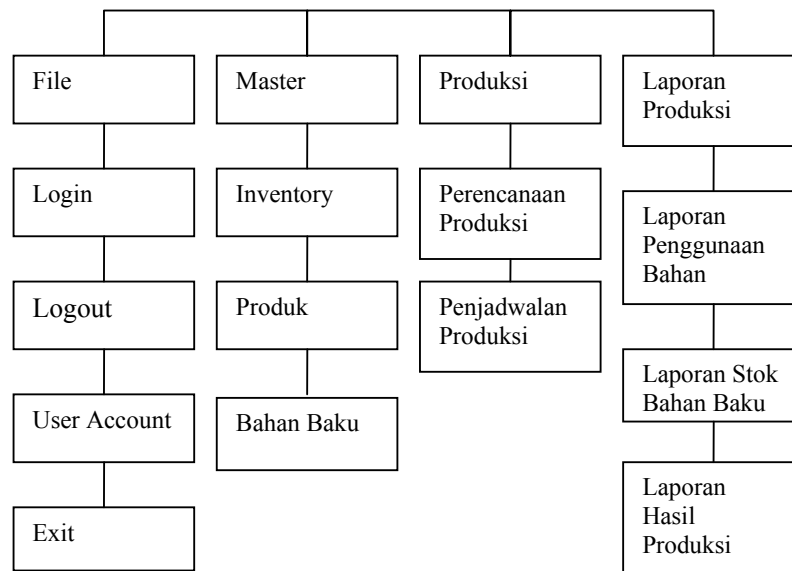 File
Login
Logout
User Account
Exit
Master
Inventory
Produk
Bahan Baku
Produksi
Perencanaan
Produksi
Penjadwalan
Produksi
Laporan
Produksi
Laporan
Penggunaan
Bahan
Laporan Stok
Bahan Baku
Laporan
Hasil
Produksi